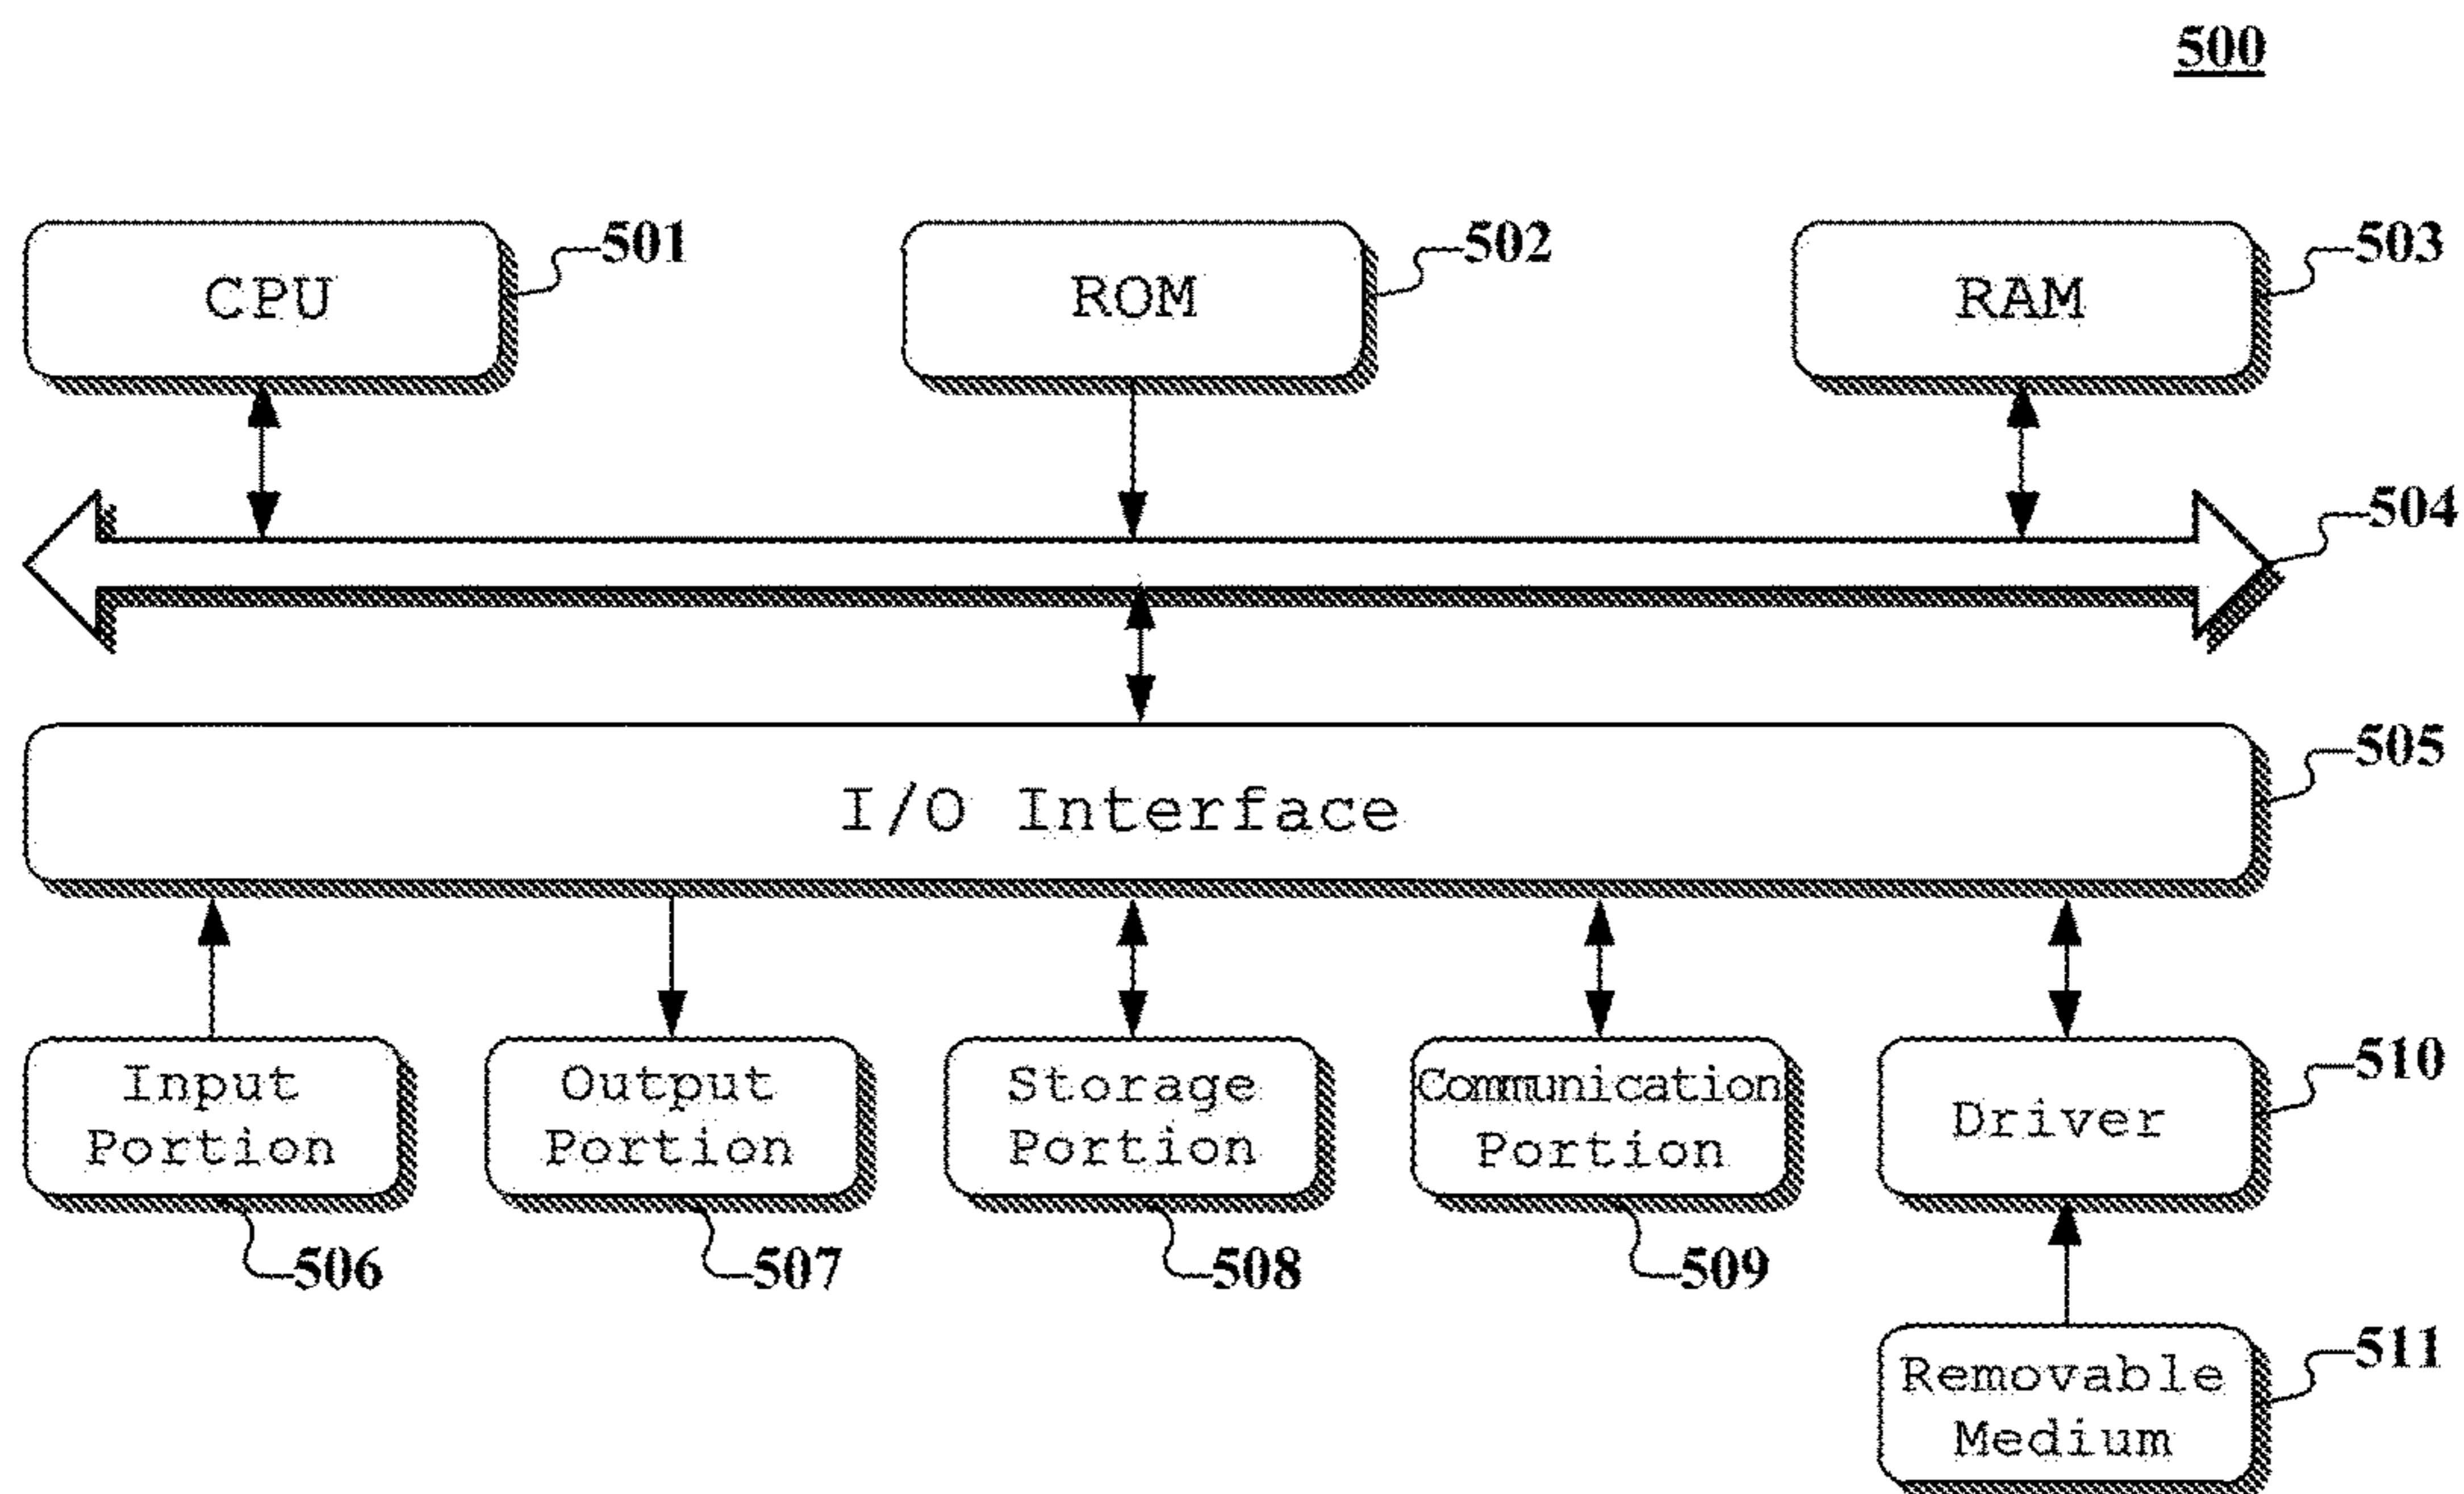 500
CPU
501
ROM
502
RAM
503
504
I/O Interface
505
Input
Portion
506
Output
Portion
507
Storage
Portion
508
Communication
Portion
509
Driver
510
Removable
Medium
511